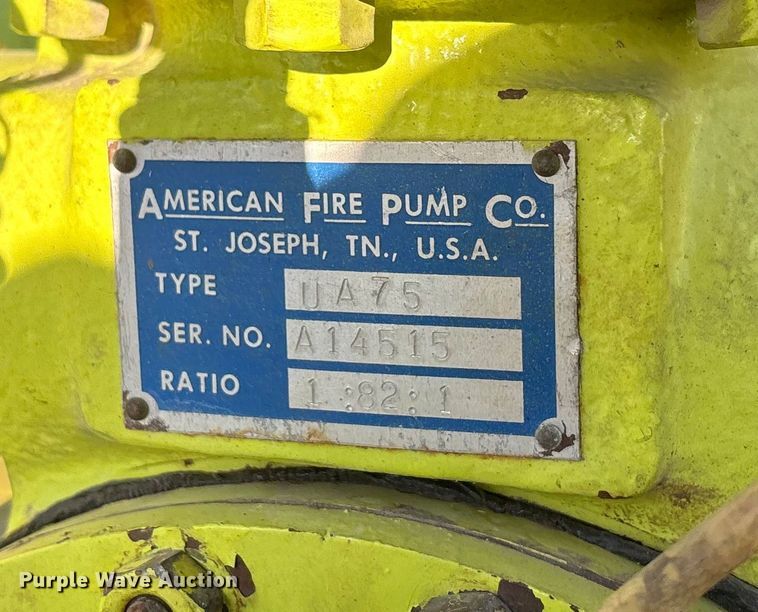 AMERICAN FIRE PUMP CO.
ST. JOSEPH, TN., U.S.A.
TYPE UA75
SER. NO. A14515
RATIO 1:82:1
Purple Wave Auction